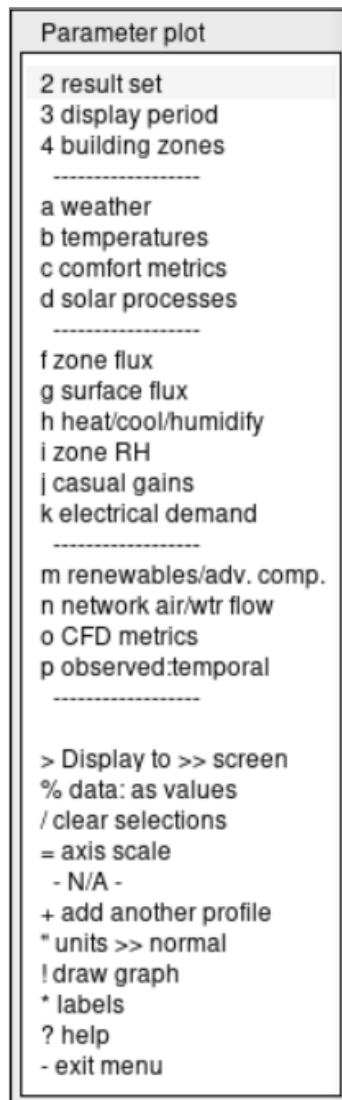 Parameter plot
2 result set
3 display period
4 building zones
------------------
a weather
b temperatures
c comfort metrics
d solar processes
------------------
f zone flux
g surface flux
h heat/cool/humidify
i zone RH
j casual gains
k electrical demand
------------------
m renewables/adv. comp.
n network air/wtr flow
o CFD metrics
p observed:temporal
------------------
> Display to >> screen
% data: as values
/ clear selections
= axis scale
- N/A -
+ add another profile
" units >> normal
! draw graph
* labels
? help
- exit menu